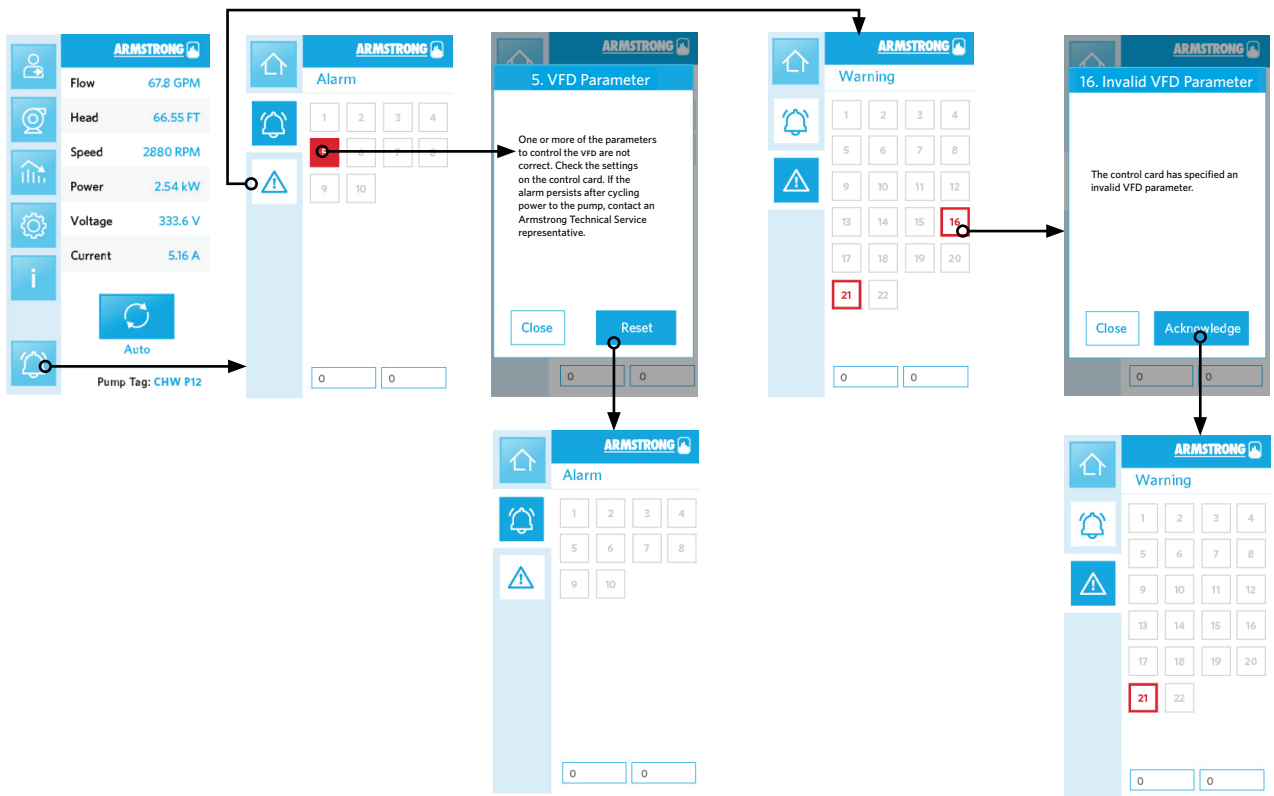 ARMSTRONG
Flow 67.8 GPM
Head 66.55 FT
Speed 2880 RPM
Power 2.54 kW
Voltage 333.6 V
Current 5.16 A
i
Auto
Pump Tag: CHW P12
ARMSTRONG
Alarm
1 2 3 4
5 6 7 8
9 10
0 0
ARMSTRONG
5. VFD Parameter
One or more of the parameters
to control the VFD are not
correct. Check the settings
on the control card. If the
alarm persists after cycling
power to the pump, contact an
Armstrong Technical Service
representative.
Close Reset
0 0
ARMSTRONG
Warning
1 2 3 4
5 6 7 8
9 10 11 12
13 14 15 16
17 18 19 20
21 22
0 0
ARMSTRONG
16. Invalid VFD Parameter
The control card has specified an
invalid VFD parameter.
Close Acknowledge
0 0
ARMSTRONG
Alarm
1 2 3 4
5 6 7 8
9 10
0 0
ARMSTRONG
Warning
1 2 3 4
5 6 7 8
9 10 11 12
13 14 15 16
17 18 19 20
21 22
0 0